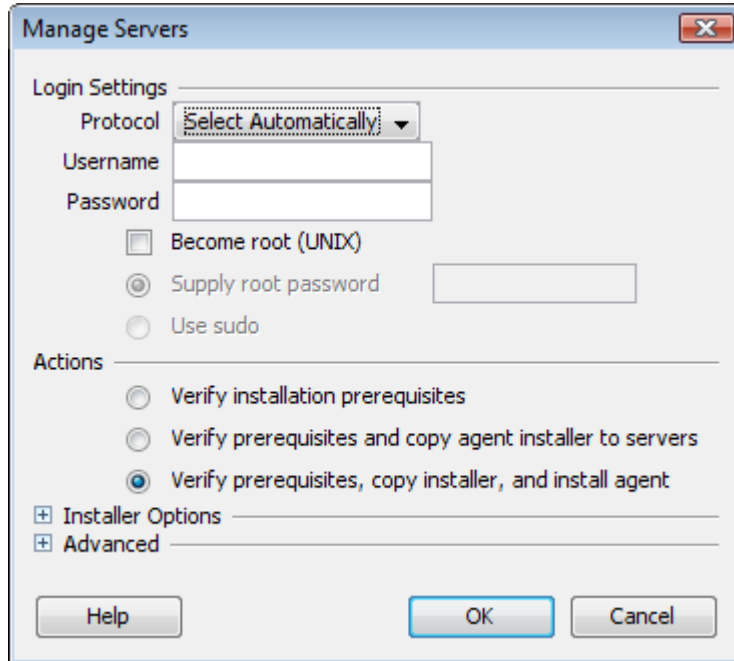 Manage Servers
Login Settings
Protocol Select Automatically
Username
Password
Become root (UNIX)
Supply root password
Use sudo
Actions
Verify installation prerequisites
Verify prerequisites and copy agent installer to servers
Verify prerequisites, copy installer, and install agent
Installer Options
Advanced
Help OK Cancel